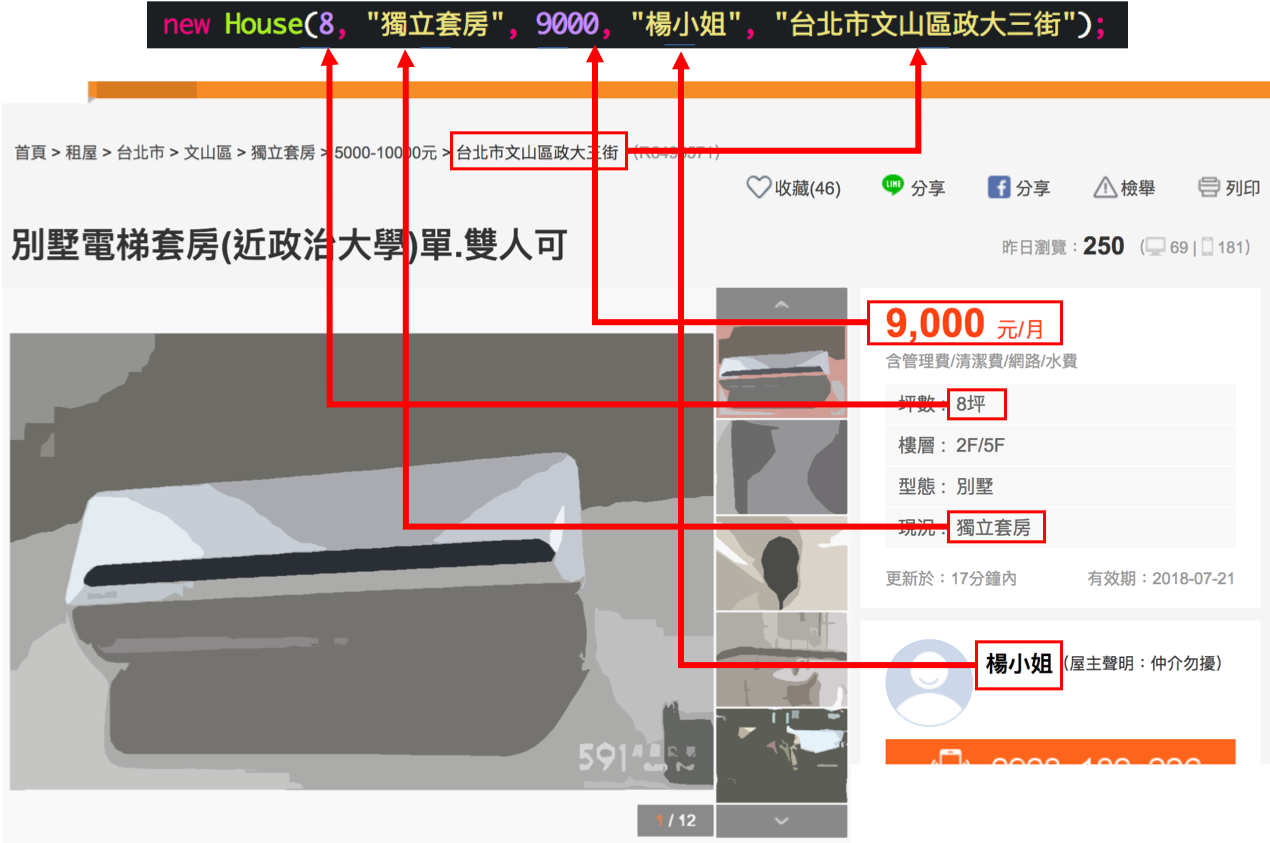 new House(8, "獨立套房", 9000, "楊小姐", "台北市文山區政大三街");
首頁 > 租屋 > 台北市 > 文山區 > 獨立套房 > 5000-10000元 > 台北市文山區政大三街
收藏(46) LINE 分享 f 分享 檢舉 列印
別墅電梯套房(近政治大學)單.雙人可
昨日瀏覽：250 (69 | 181)
9,000 元/月
含管理費/清潔費/網路/水費
坪數：8坪
樓層：2F/5F
型態：別墅
現況：獨立套房
更新於：17分鐘內 有效期：2018-07-21
楊小姐 (屋主聲明：仲介勿擾)
591
1 / 12